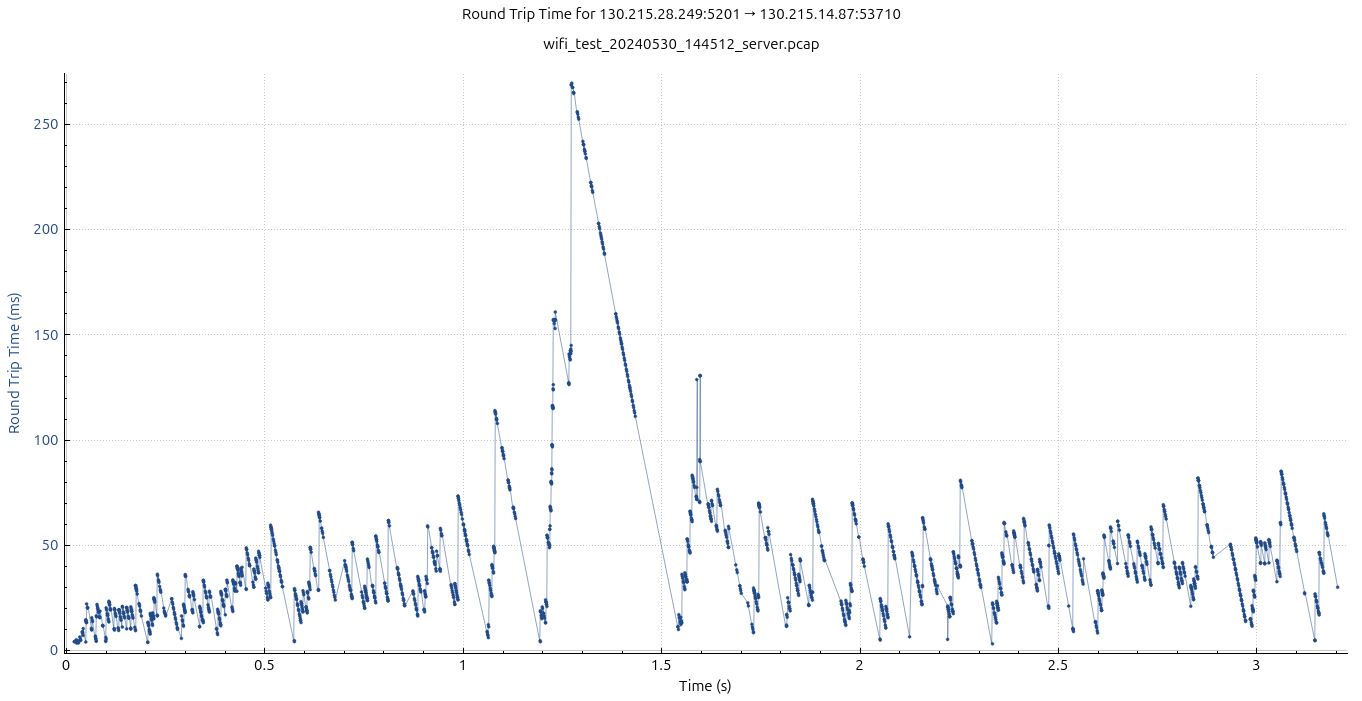 Round Trip Time for 130.215.28.249:5201 → 130.215.14.87:53710
wifi_test_20240530_144512_server.pcap
Round Trip Time (ms)
250
200
150
100
50
0
0 0.5 1 1.5 2 2.5 3
Time (s)